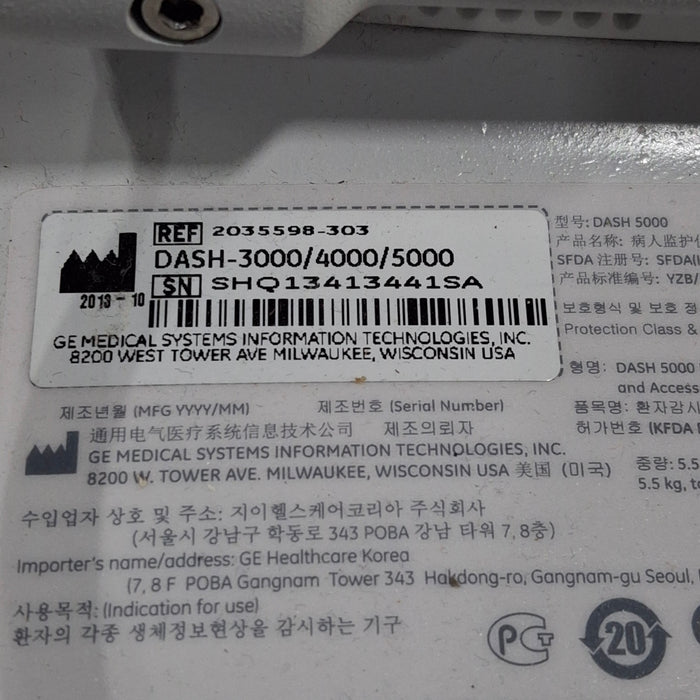 REF 2035598-303
DASH-3000/4000/5000
SN SHQ13413441SA
2013-10
GE MEDICAL SYSTEMS INFORMATION TECHNOLOGIES, INC.
8200 WEST TOWER AVE MILWAUKEE, WISCONSIN USA
型号: DASH 5000
产品名称: 病人监护
SFDA 注册号: SFDA(
产品标准编号: YZB/
보호형식 및 보호 정
Protection Class &
형명: DASH 5000
and Access
품목명: 환자감시
허가번호 (KFDA
중량: 5.5
5.5 kg, t
제조년월 (MFG YYYY/MM) 제조번호 (Serial Number)
通用电气医疗系统信息技术公司 제조의뢰자
GE MEDICAL SYSTEMS INFORMATION TECHNOLOGIES, INC.
8200 W. TOWER AVE. MILWAUKEE, WISCONSIN USA 美国 (미국)
수입업자 상호 및 주소: 지이헬스케어코리아 주식회사
(서울시 강남구 학동로 343 POBA 강남 타워 7, 8층)
Importer's name/address: GE Healthcare Korea
(7, 8 F POBA Gangnam Tower 343 Hakdong-ro, Gangnam-gu Seoul,
사용목적: (Indication for use)
환자의 각종 생체정보현상을 감시하는 기구
20